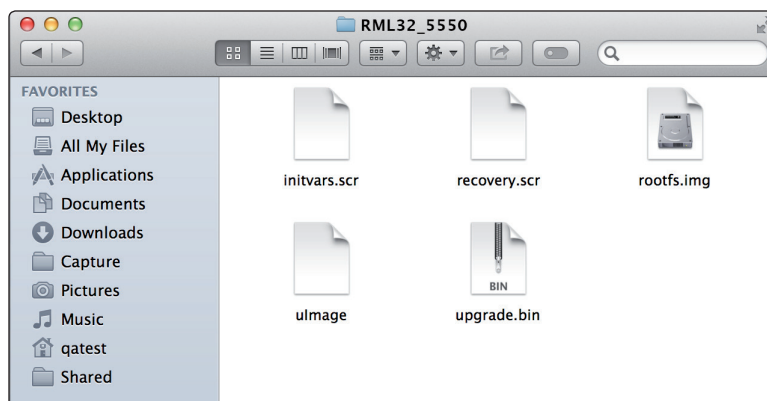 RML32_5550
FAVORITES
Desktop
All My Files
Applications
Documents
Downloads
Capture
Pictures
Music
qatest
Shared
initvars.scr
recovery.scr
rootfs.img
uImage
BIN
upgrade.bin